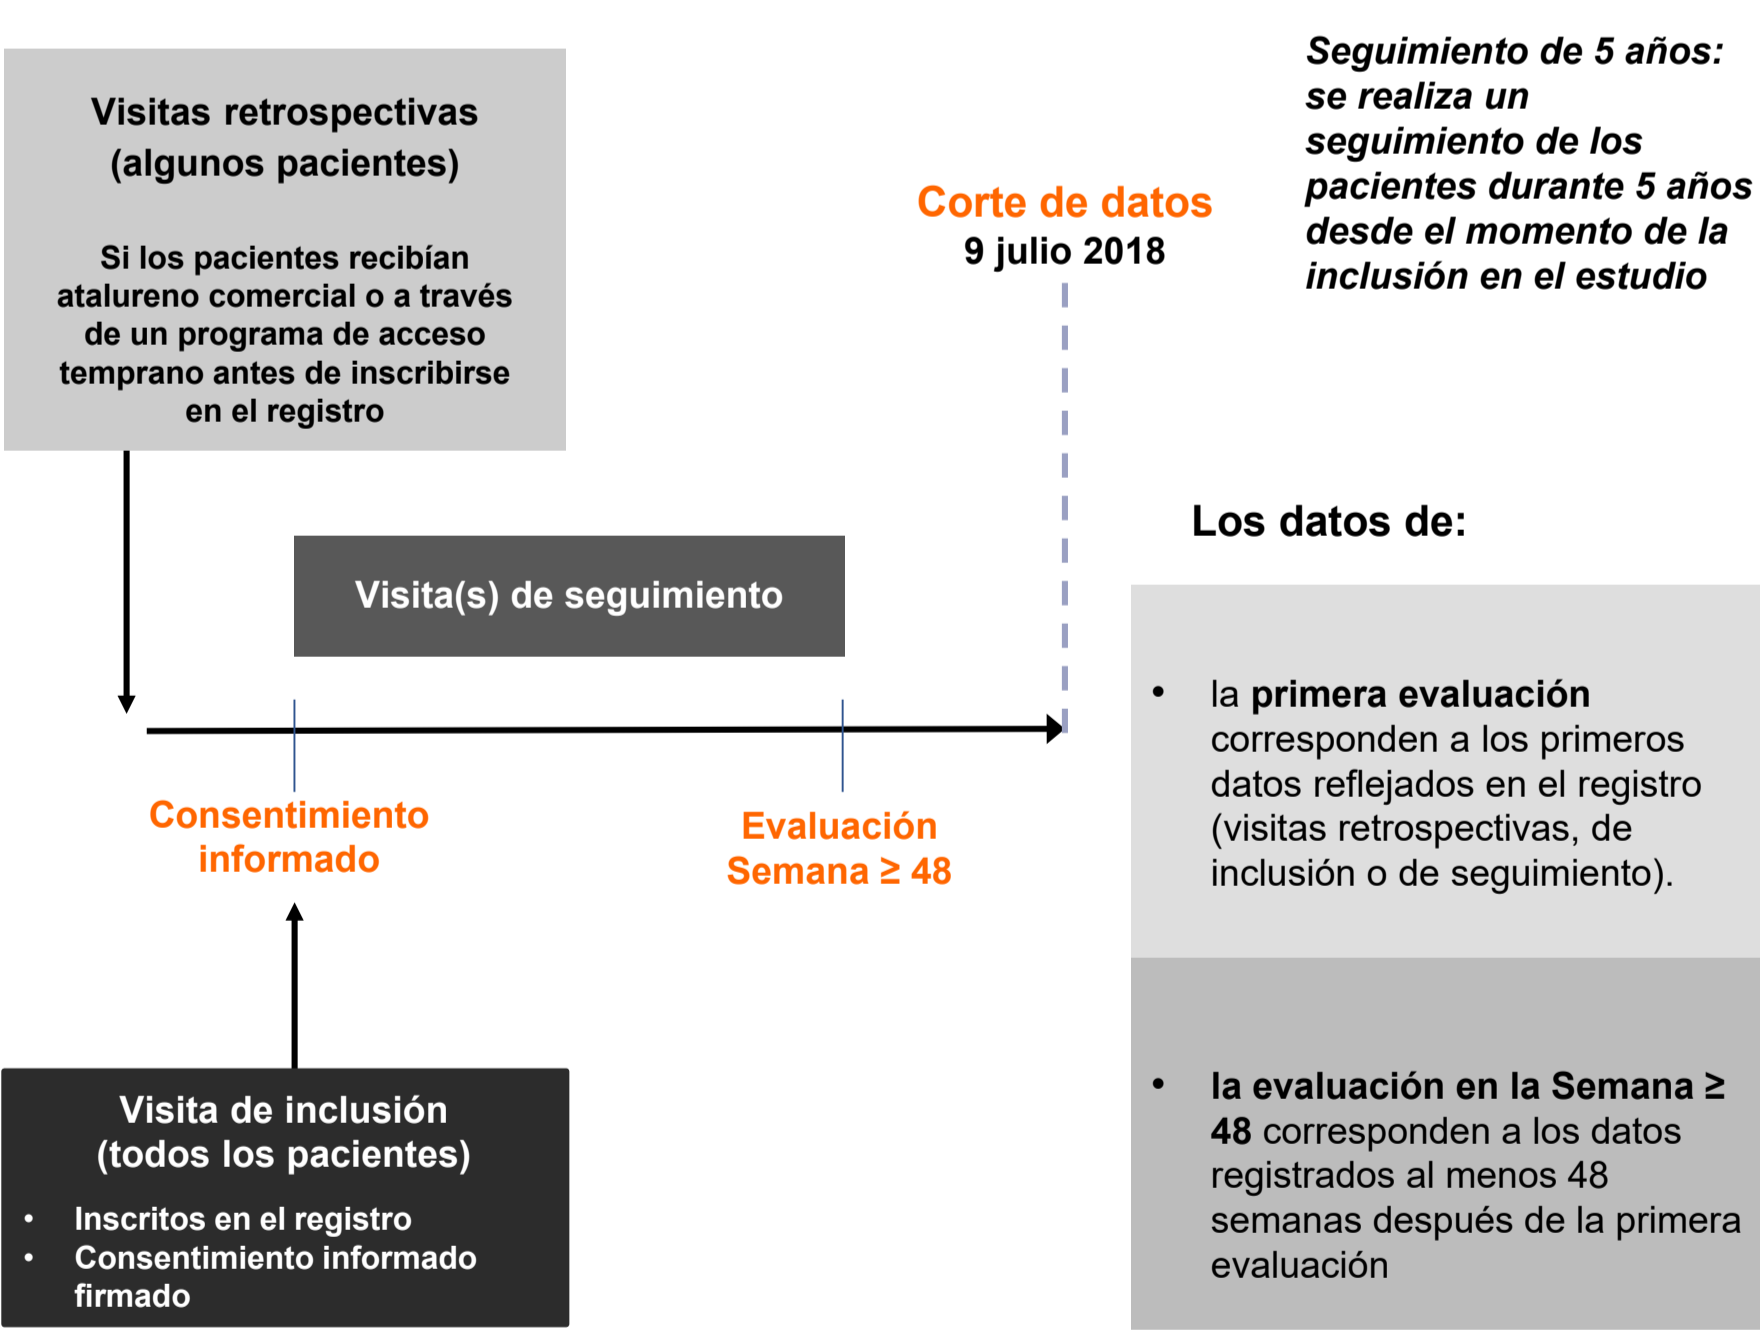 Visitas retrospectivas
(algunos pacientes)
Si los pacientes recibían
atalureno comercial o a través
de un programa de acceso
temprano antes de inscribirse
en el registro
Corte de datos
9 julio 2018
Seguimiento de 5 años:
se realiza un
seguimiento de los
pacientes durante 5 años
desde el momento de la
inclusión en el estudio
Visita(s) de seguimiento
Consentimiento
informado
Evaluación
Semana ≥ 48
Visita de inclusión
(todos los pacientes)
• Inscritos en el registro
• Consentimiento informado
firmado
Los datos de:
• la primera evaluación
corresponden a los primeros
datos reflejados en el registro
(visitas retrospectivas, de
inclusión o de seguimiento).
• la evaluación en la Semana ≥
48 corresponden a los datos
registrados al menos 48
semanas después de la primera
evaluación